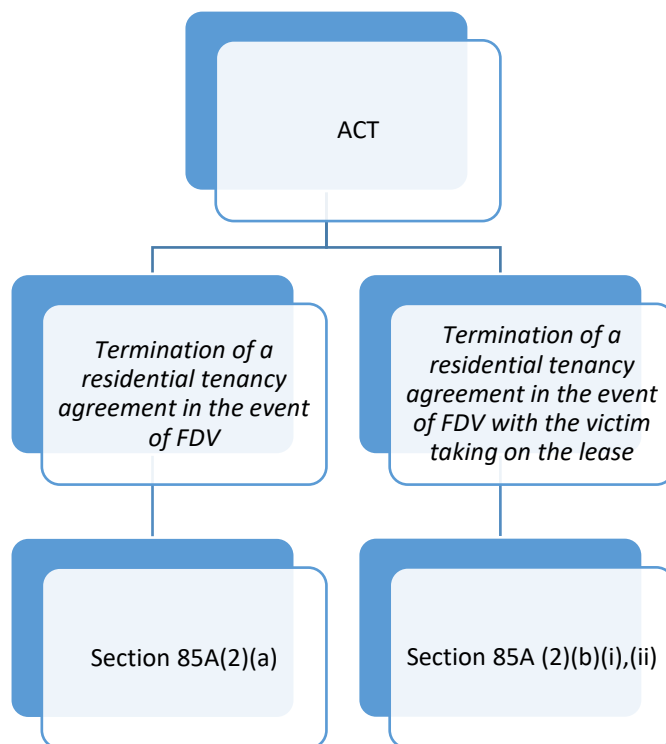 ACT
Termination of a
residential tenancy
agreement in the event
of FDV
Termination of a
residential tenancy
agreement in the event
of FDV with the victim
taking on the lease
Section 85A(2)(a)
Section 85A (2)(b)(i),(ii)